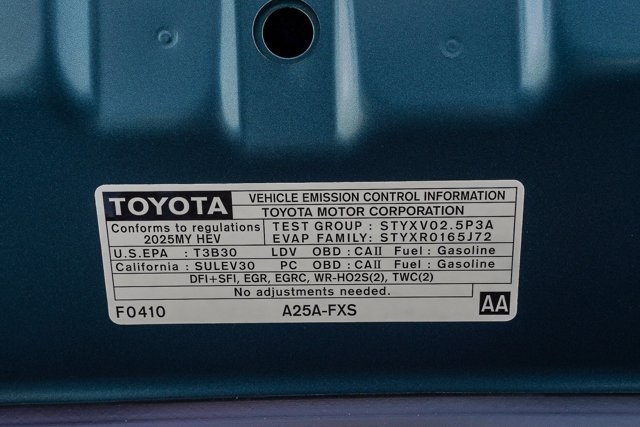 TOYOTA VEHICLE EMISSION CONTROL INFORMATION
TOYOTA MOTOR CORPORATION
Conforms to regulations TEST GROUP : STYXV02.5P3A
2025MY HEV EVAP FAMILY: STYXR0165J72
U.S.EPA : T3B30 LDV OBD : CAII Fuel : Gasoline
California : SULEV30 PC OBD : CAII Fuel : Gasoline
DFI+SFI, EGR, EGRC, WR-HO2S(2), TWC(2)
No adjustments needed.
F0410 A25A-FXS AA